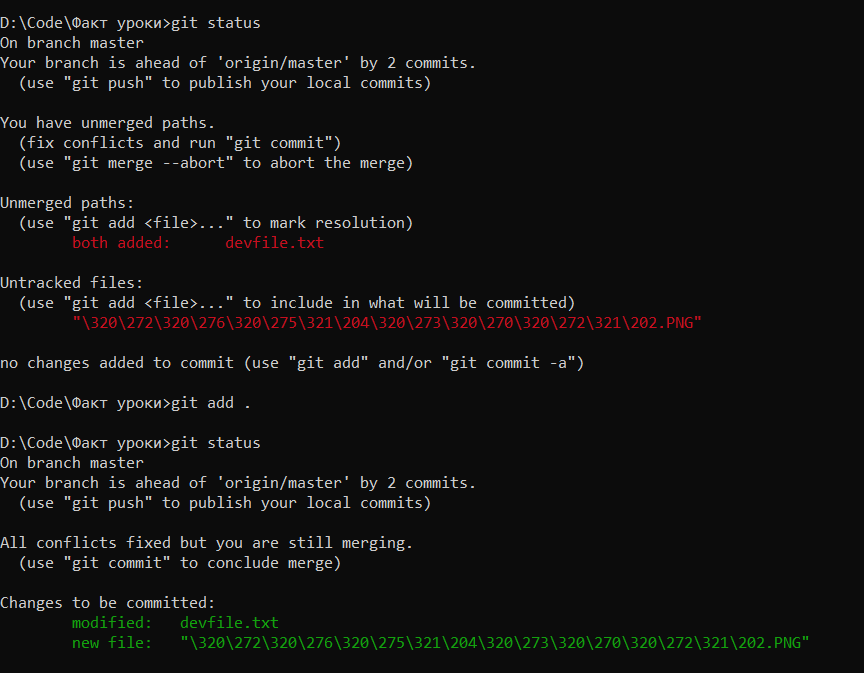 D:\Code\Факт уроки>git status
On branch master
Your branch is ahead of 'origin/master' by 2 commits.
  (use "git push" to publish your local commits)

You have unmerged paths.
  (fix conflicts and run "git commit")
  (use "git merge --abort" to abort the merge)

Unmerged paths:
  (use "git add <file>..." to mark resolution)
        both added:      devfile.txt

Untracked files:
  (use "git add <file>..." to include in what will be committed)
        "\320\272\320\276\320\275\321\204\320\273\320\270\320\272\321\202.PNG"

no changes added to commit (use "git add" and/or "git commit -a")

D:\Code\Факт уроки>git add .

D:\Code\Факт уроки>git status
On branch master
Your branch is ahead of 'origin/master' by 2 commits.
  (use "git push" to publish your local commits)

All conflicts fixed but you are still merging.
  (use "git commit" to conclude merge)

Changes to be committed:
        modified:   devfile.txt
        new file:   "\320\272\320\276\320\275\321\204\320\273\320\270\320\272\321\202.PNG"